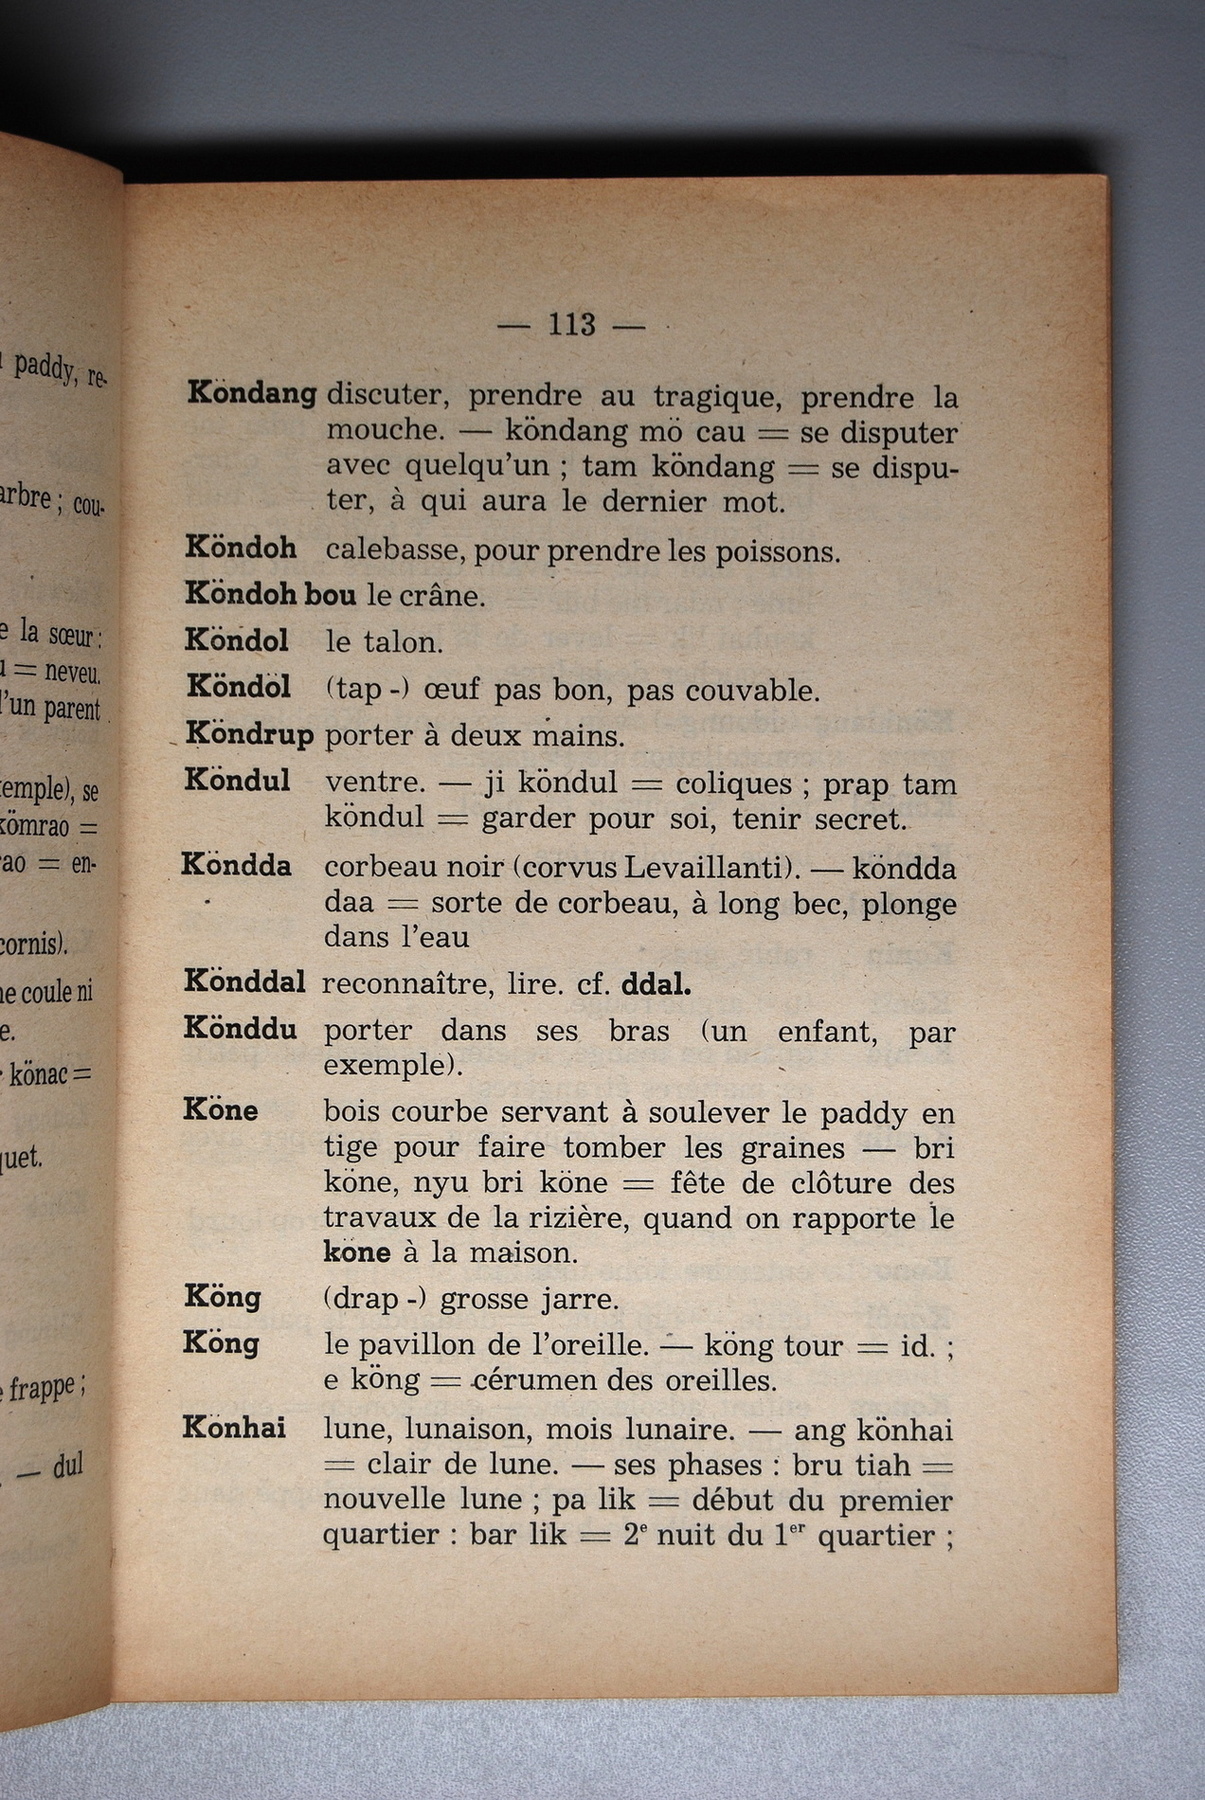 paddy, re-
arbre ; cou-
la sœur :
= neveu.
l'un parent
se
kömrao =
= en-
cornis).
coule ni
könac =
frappe ;
— dul
— 113 —
Köndang discuter, prendre au tragique, prendre la
mouche. — köndang mö cau = se disputer
avec quelqu'un ; tam köndang = se dispu-
ter, à qui aura le dernier mot.
Köndoh calebasse, pour prendre les poissons.
Köndoh bou le crâne.
Köndol le talon.
Köndöl (tap -) œuf pas bon, pas couvable.
Köndrup porter à deux mains.
Köndul ventre. — ji köndul = coliques ; prap tam
köndul = garder pour soi, tenir secret.
Köndda corbeau noir (corvus Levaillanti). — köndda
daa = sorte de corbeau, à long bec, plonge
dans l'eau
Könddal reconnaître, lire. cf. ddal.
Könddu porter dans ses bras (un enfant, par
exemple).
Köne bois courbe servant à soulever le paddy en
tige pour faire tomber les graines — bri
köne, nyu bri köne = fête de clôture des
travaux de la rizière, quand on rapporte le
köne à la maison.
Köng (drap -) grosse jarre.
Köng le pavillon de l'oreille. — köng tour = id. ;
e köng = cérumen des oreilles.
Könhai lune, lunaison, mois lunaire. — ang könhai
= clair de lune. — ses phases : bru tiah =
nouvelle lune ; pa lik = début du premier
quartier : bar lik = 2e nuit du 1er quartier ;